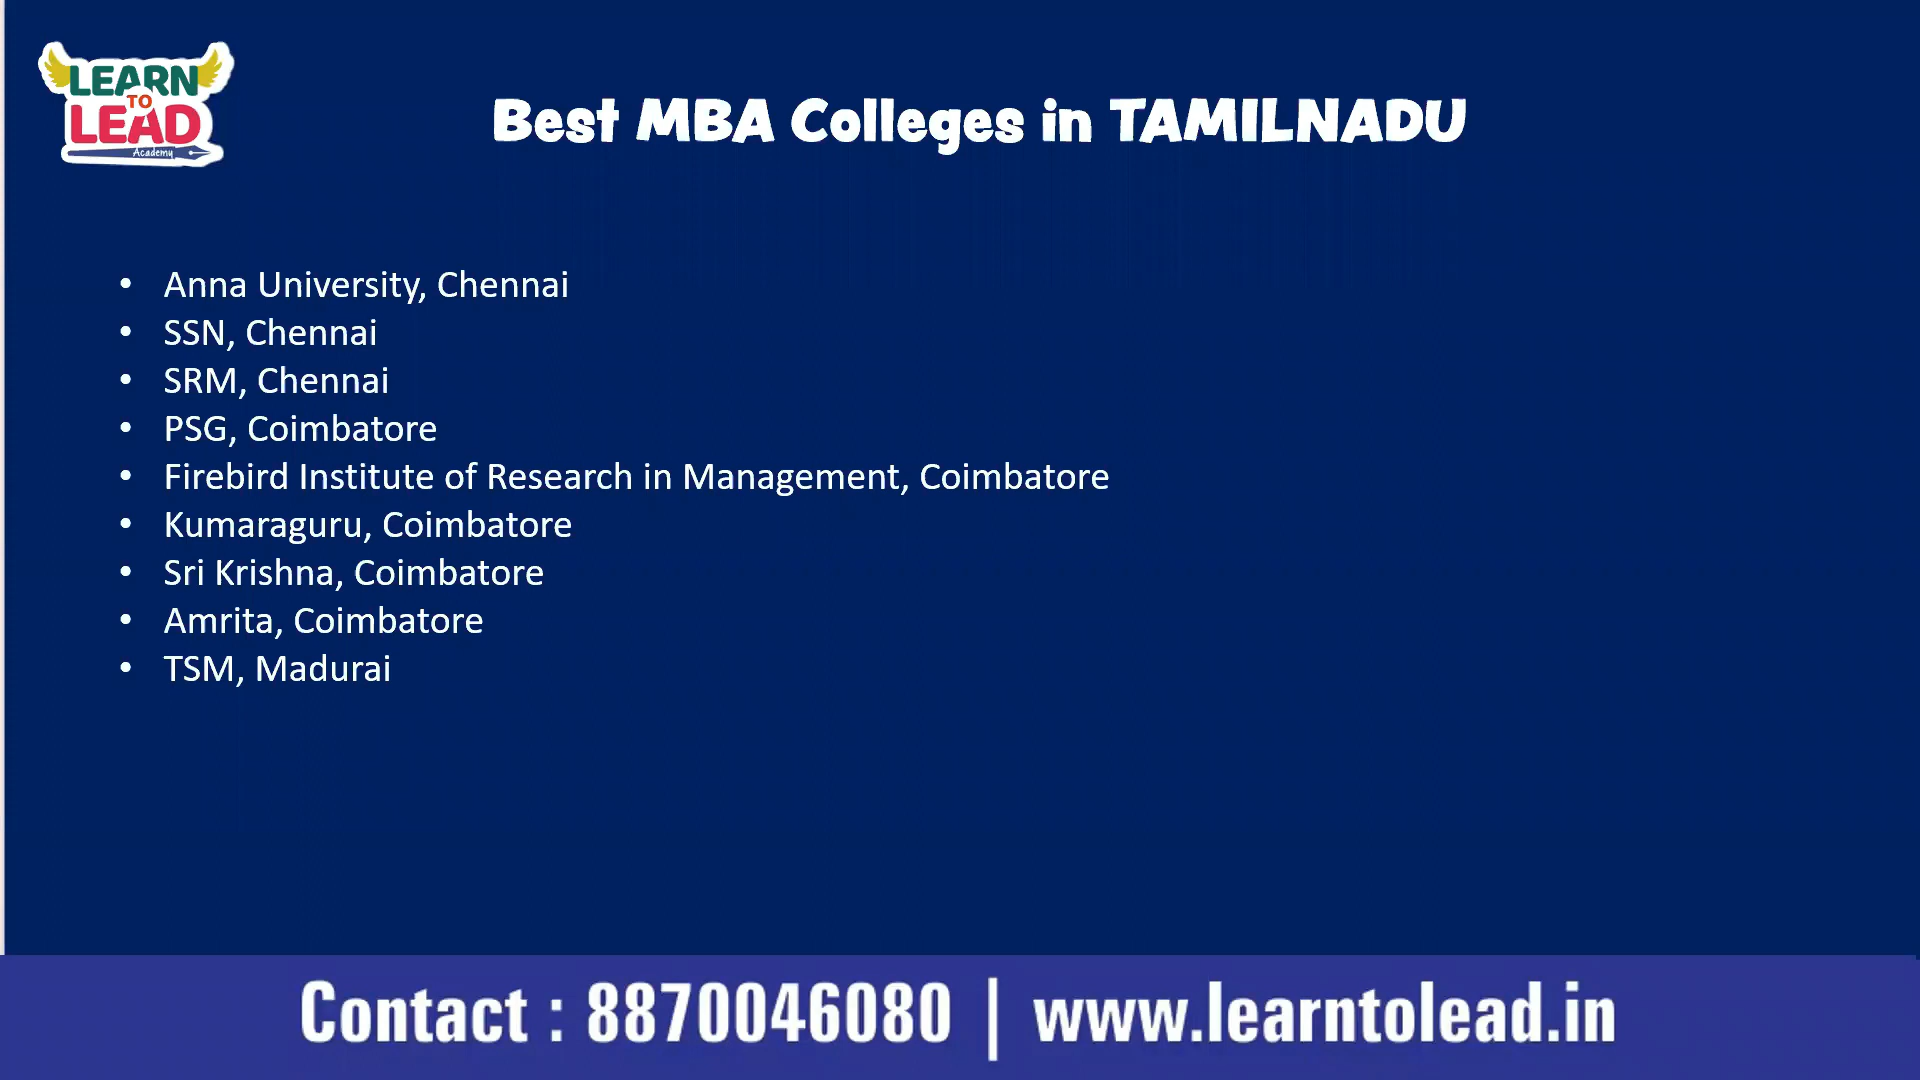 LEARN
TO
LEAD
Academy
Best MBA Colleges in TAMILNADU
• Anna University, Chennai
• SSN, Chennai
• SRM, Chennai
• PSG, Coimbatore
• Firebird Institute of Research in Management, Coimbatore
• Kumaraguru, Coimbatore
• Sri Krishna, Coimbatore
• Amrita, Coimbatore
• TSM, Madurai
Contact : 8870046080 | www.learntolead.in